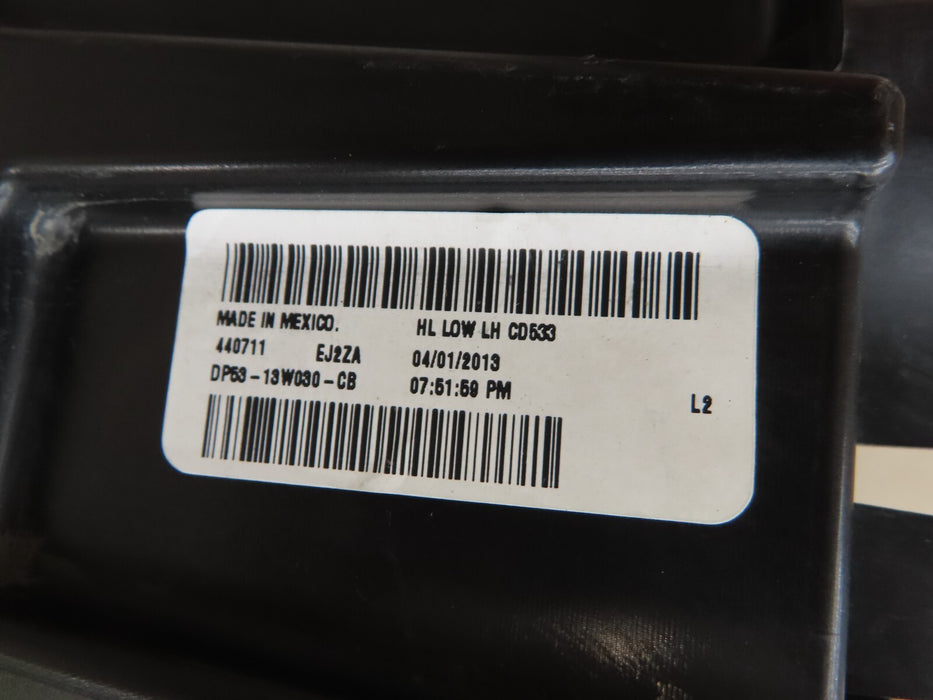 MADE IN MEXICO. HL LOW LH CD533
440711 EJ2ZA 04/01/2013
DP53-13W030-CB 07:51:59 PM
L2